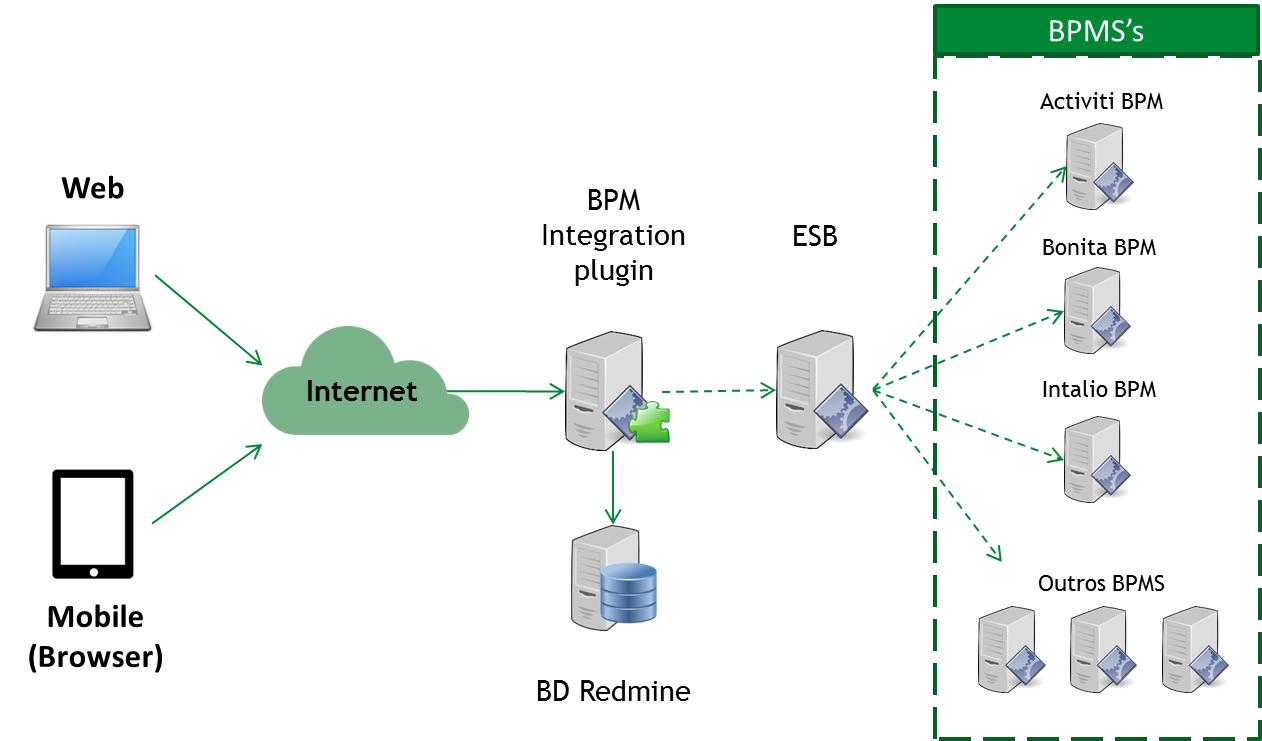 BPMS's
Activiti BPM
Web
BPM
Integration
plugin
ESB
Bonita BPM
Internet
Intalio BPM
Outros BPMS
Mobile
(Browser)
BD Redmine